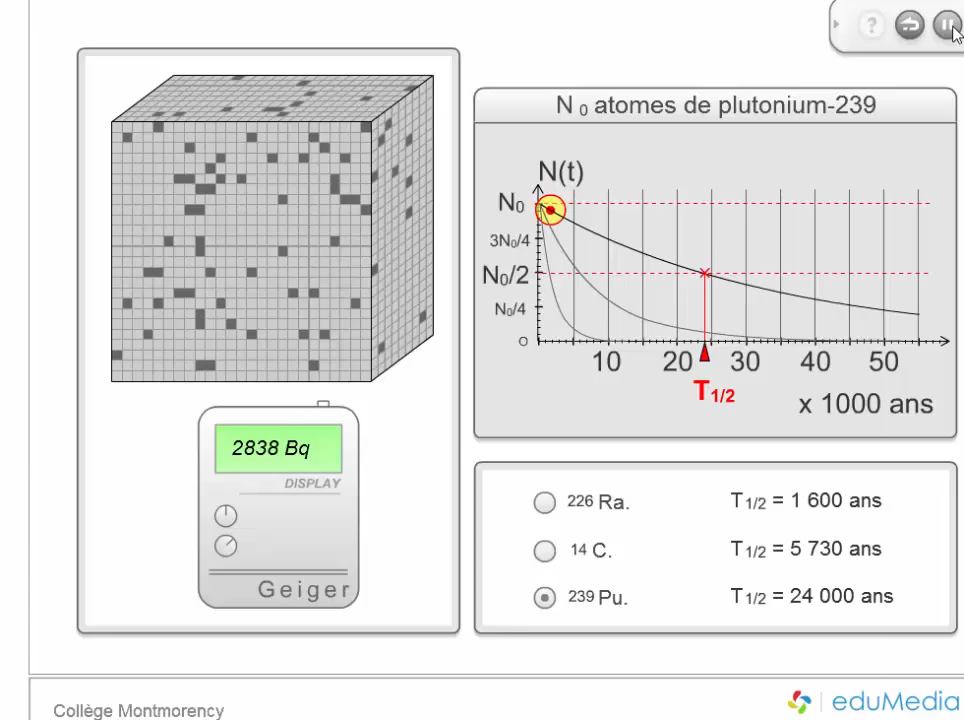 ?
N 0 atomes de plutonium-239
N(t)
N0
3N0/4
N0/2
N0/4
0
10 20 30 40 50
T1/2
x 1000 ans
2838 Bq
DISPLAY
Geiger
226 Ra. T1/2 = 1 600 ans
14 C. T1/2 = 5 730 ans
239 Pu. T1/2 = 24 000 ans
Collège Montmorency
eduMedia